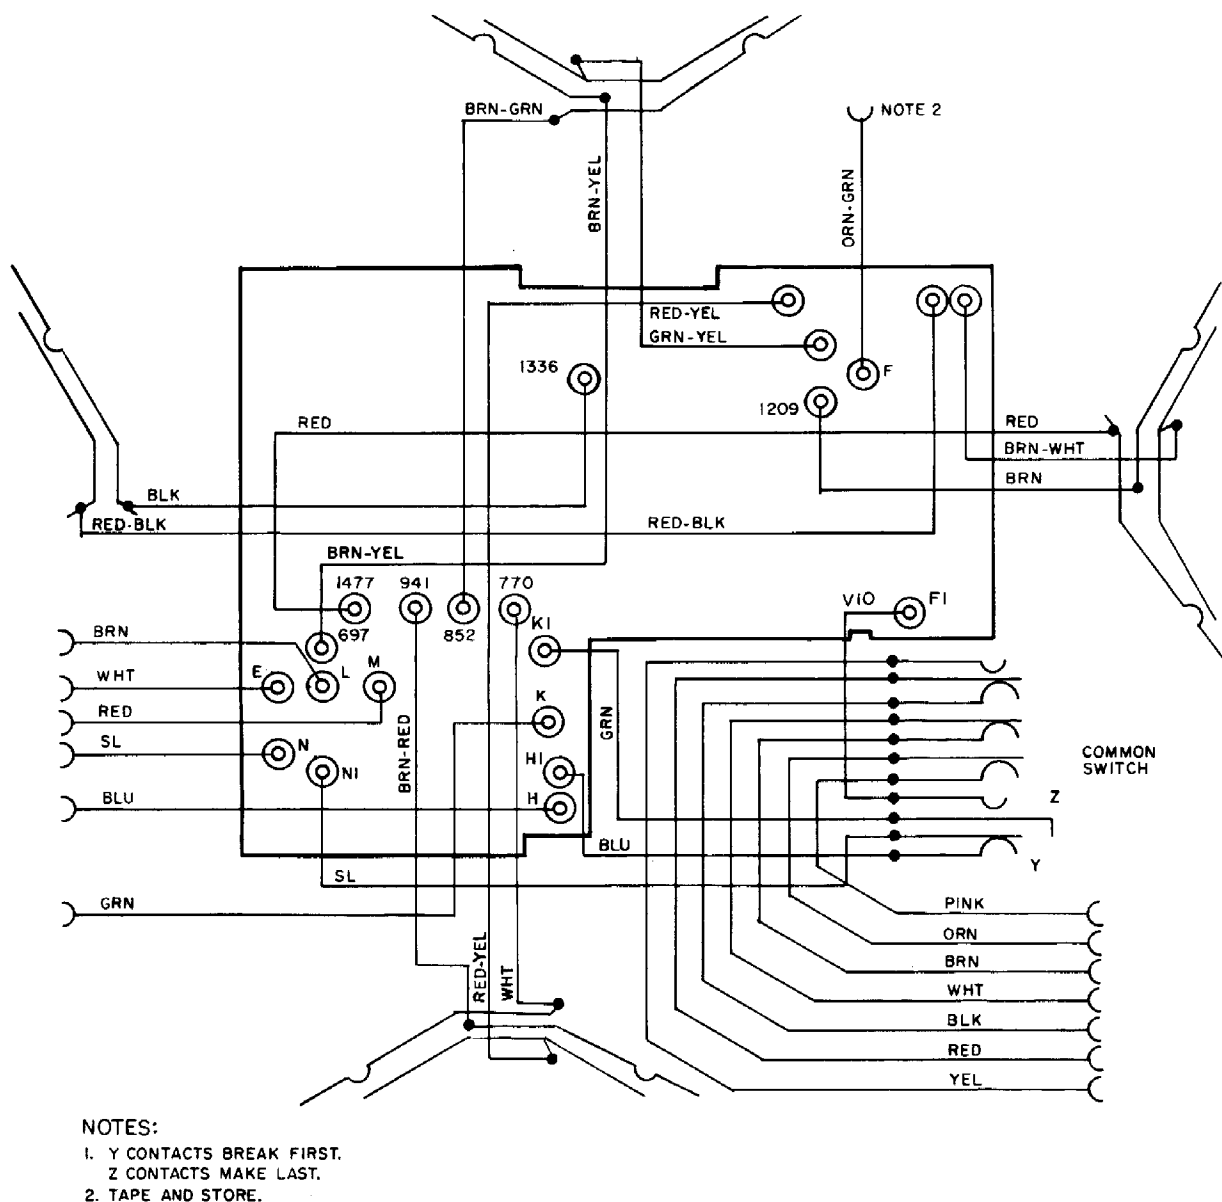 BRN-GRN
NOTE 2
BRN-YEL
ORN-GRN
RED-YEL
GRN-YEL
1336
F
1209
RED
RED
BRN-WHT
BRN
BLK
RED-BLK
RED-BLK
BRN-YEL
1477
941
770
697
852
K1
VIO
F1
BRN
E
L
M
WHT
K
RED
GRN
SL
N
N1
BRN-RED
H1
H
COMMON
SWITCH
BLU
Z
BLU
Y
SL
GRN
PINK
ORN
RED-YEL
WHT
BRN
WHT
BLK
RED
YEL
NOTES:
1. Y CONTACTS BREAK FIRST.
Z CONTACTS MAKE LAST.
2. TAPE AND STORE.